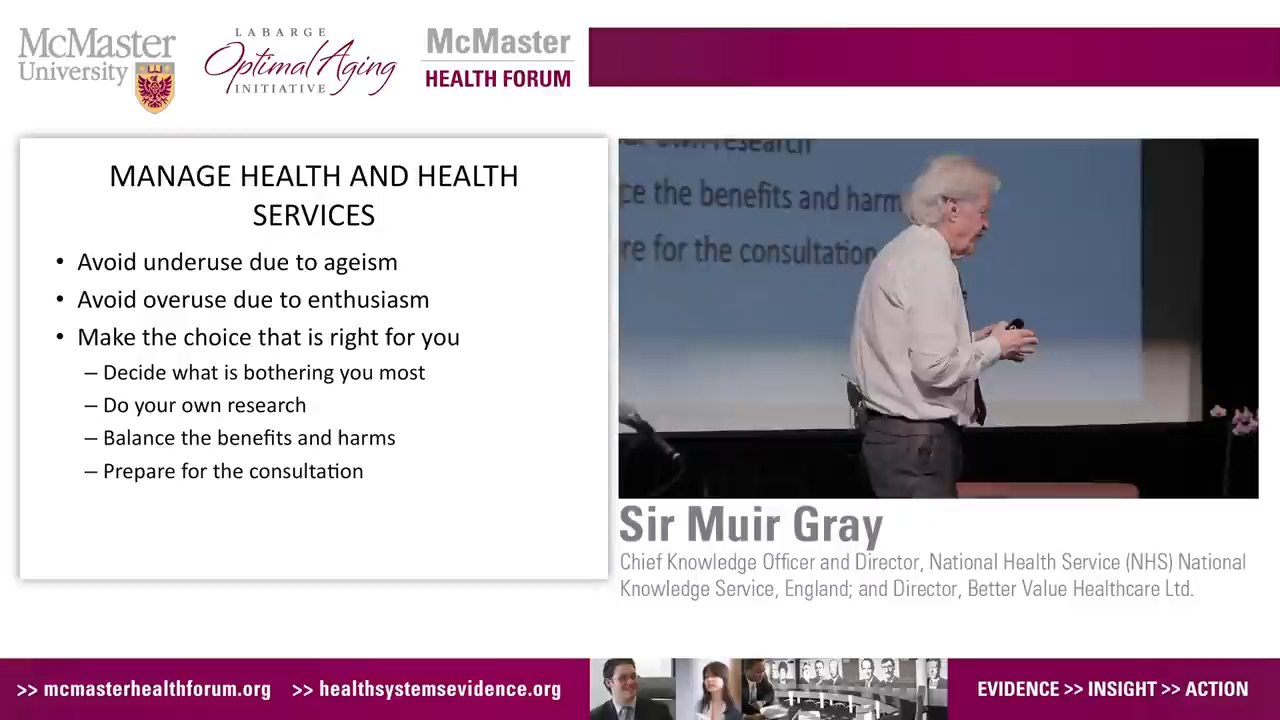 McMaster
University
LABARGE
Optimal Aging
INITIATIVE
McMaster
HEALTH FORUM
MANAGE HEALTH AND HEALTH
SERVICES
• Avoid underuse due to ageism
• Avoid overuse due to enthusiasm
• Make the choice that is right for you
– Decide what is bothering you most
– Do your own research
– Balance the benefits and harms
– Prepare for the consultation
own research
ce the benefits and harm
re for the consultation
Sir Muir Gray
Chief Knowledge Officer and Director, National Health Service (NHS) National
Knowledge Service, England; and Director, Better Value Healthcare Ltd.
>> mcmasterhealthforum.org >> healthsystemsevidence.org
EVIDENCE >> INSIGHT >> ACTION